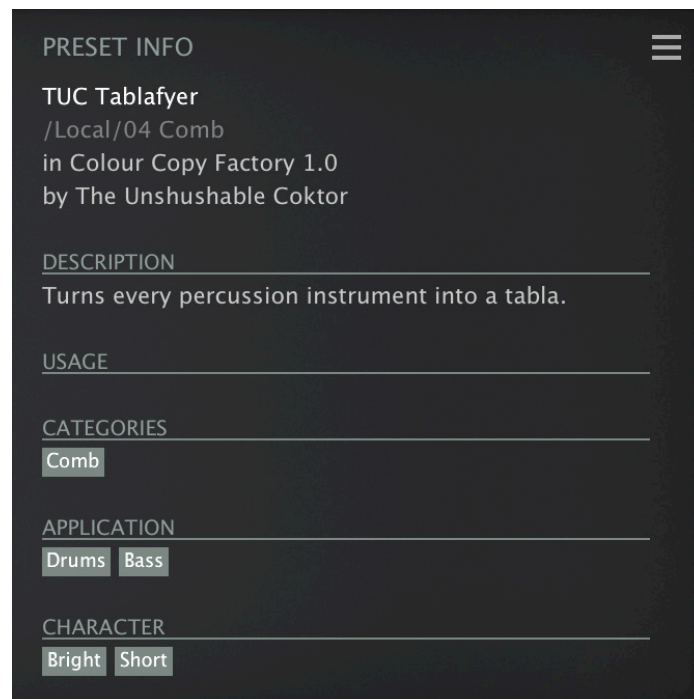 PRESET INFO
TUC Tablafyer
/Local/04 Comb
in Colour Copy Factory 1.0
by The Unshushable Coktor
DESCRIPTION
Turns every percussion instrument into a tabla.
USAGE
CATEGORIES
Comb
APPLICATION
Drums Bass
CHARACTER
Bright Short